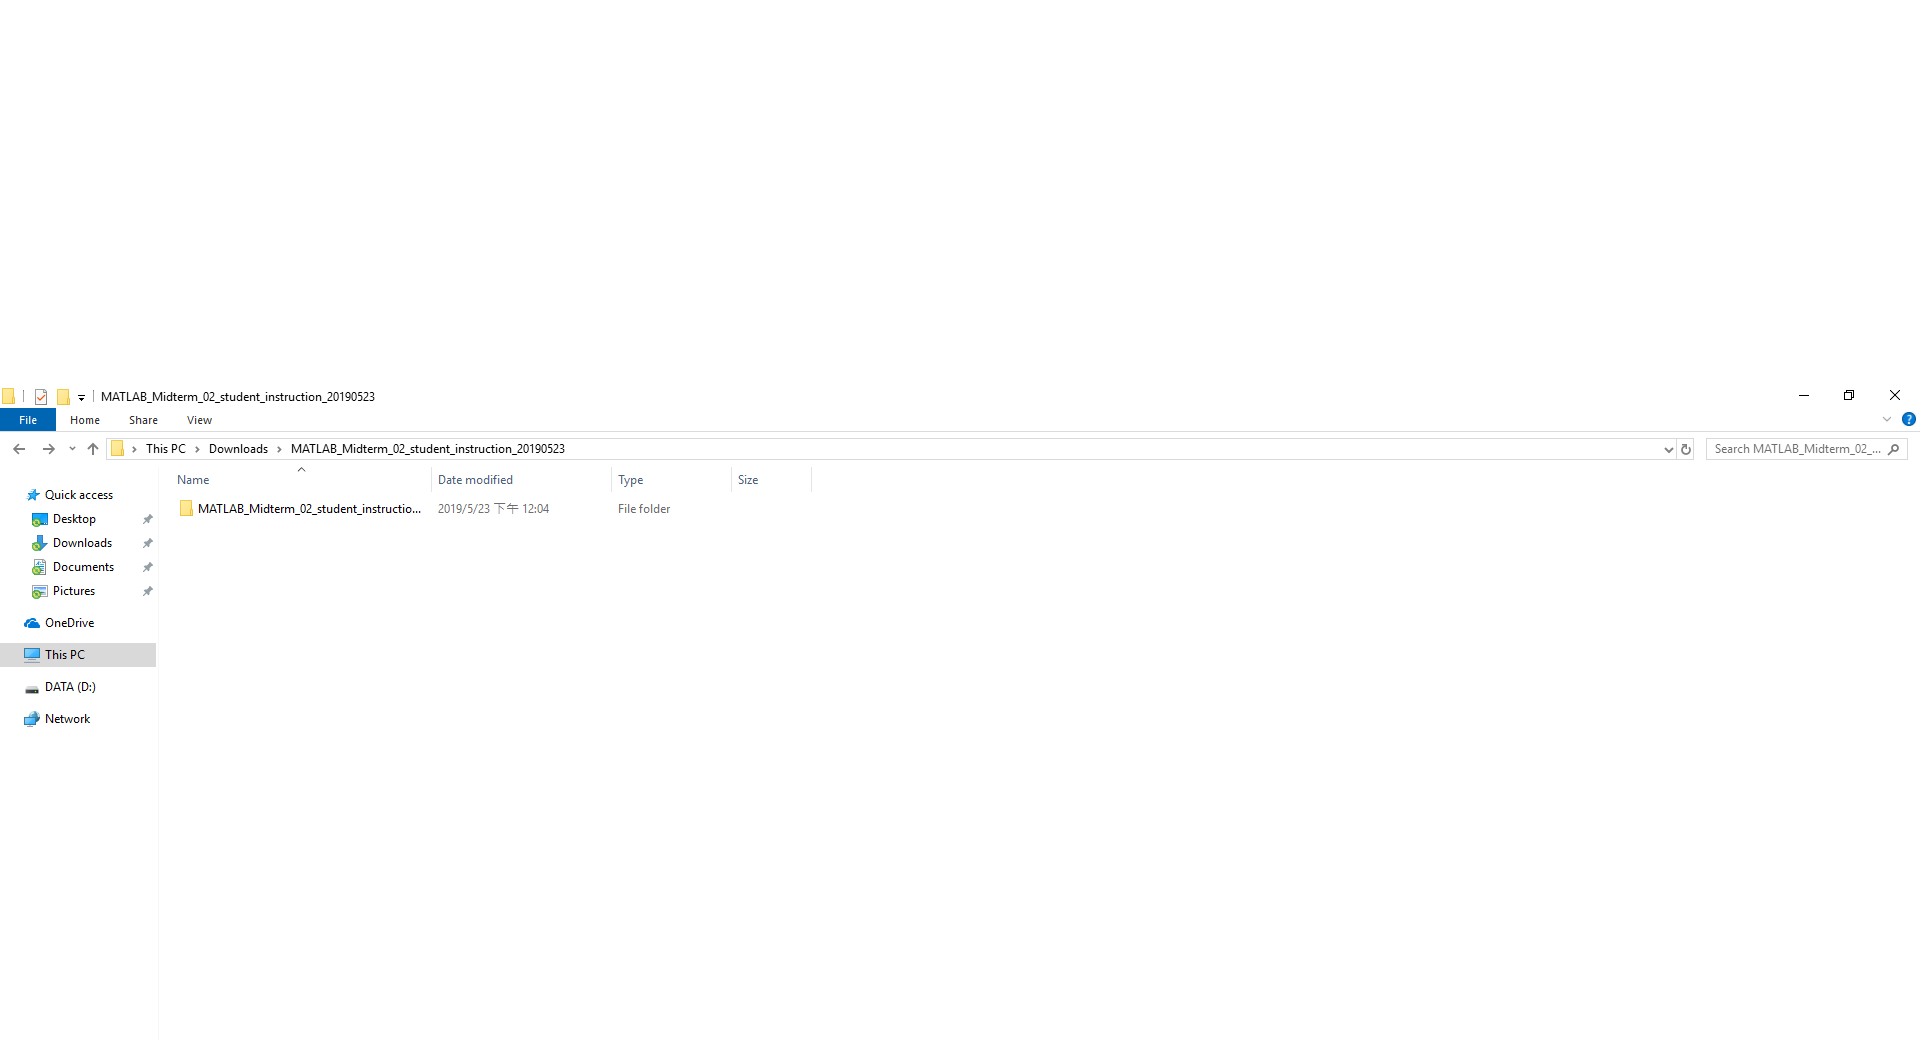 MATLAB_Midterm_02_student_instruction_20190523
File Home Share View
This PC Downloads MATLAB_Midterm_02_student_instruction_20190523 Search MATLAB_Midterm_02_...
Name Date modified Type Size
MATLAB_Midterm_02_student_instructio... 2019/5/23 下午 12:04 File folder
Quick access
Desktop
Downloads
Documents
Pictures
OneDrive
This PC
DATA (D:)
Network